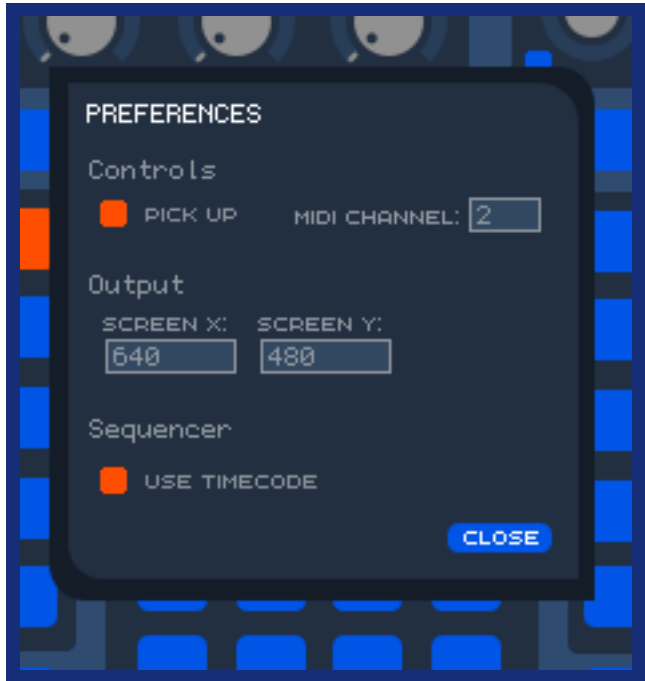 PREFERENCES
Controls
PICK UP MIDI CHANNEL: 2
Output
SCREEN X: SCREEN Y:
640 480
Sequencer
USE TIMECODE
CLOSE